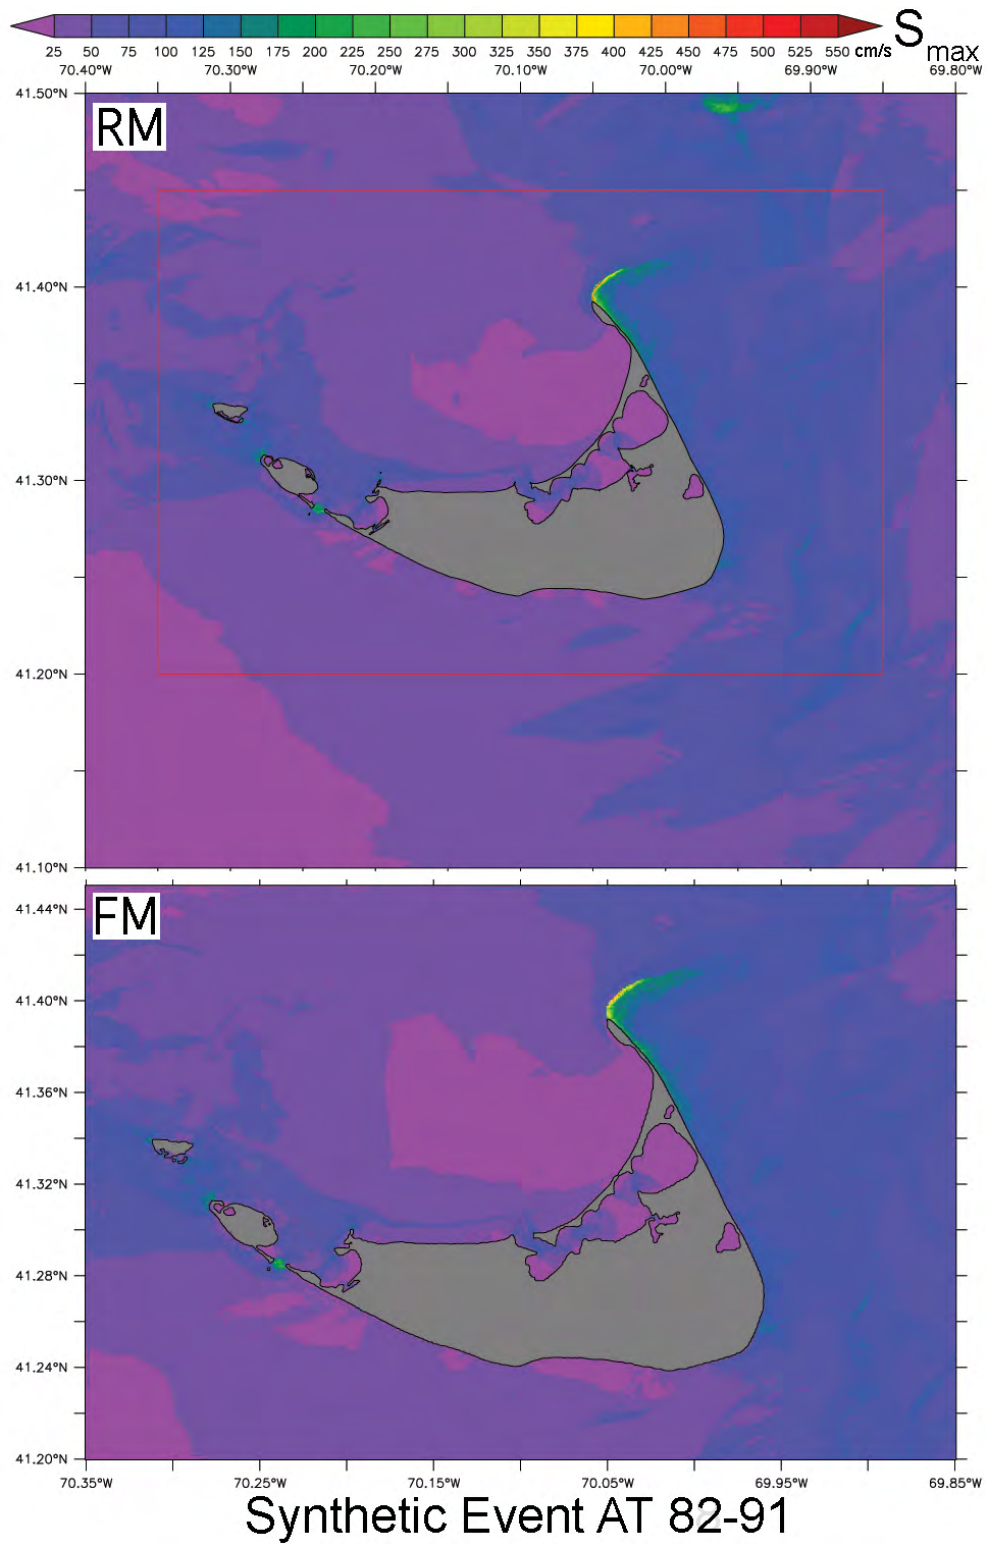 25 50 75 100 125 150 175 200 225 250 275 300 325 350 375 400 425 450 475 500 525 550 cm/s
Smax
70.40°W 70.30°W 70.20°W 70.10°W 70.00°W 69.90°W 69.80°W
41.50°N
RM
41.40°N
41.30°N
41.20°N
41.10°N
FM
41.44°N
41.40°N
41.36°N
41.32°N
41.28°N
41.24°N
41.20°N
70.35°W 70.25°W 70.15°W 70.05°W 69.95°W 69.85°W
Synthetic Event AT 82-91